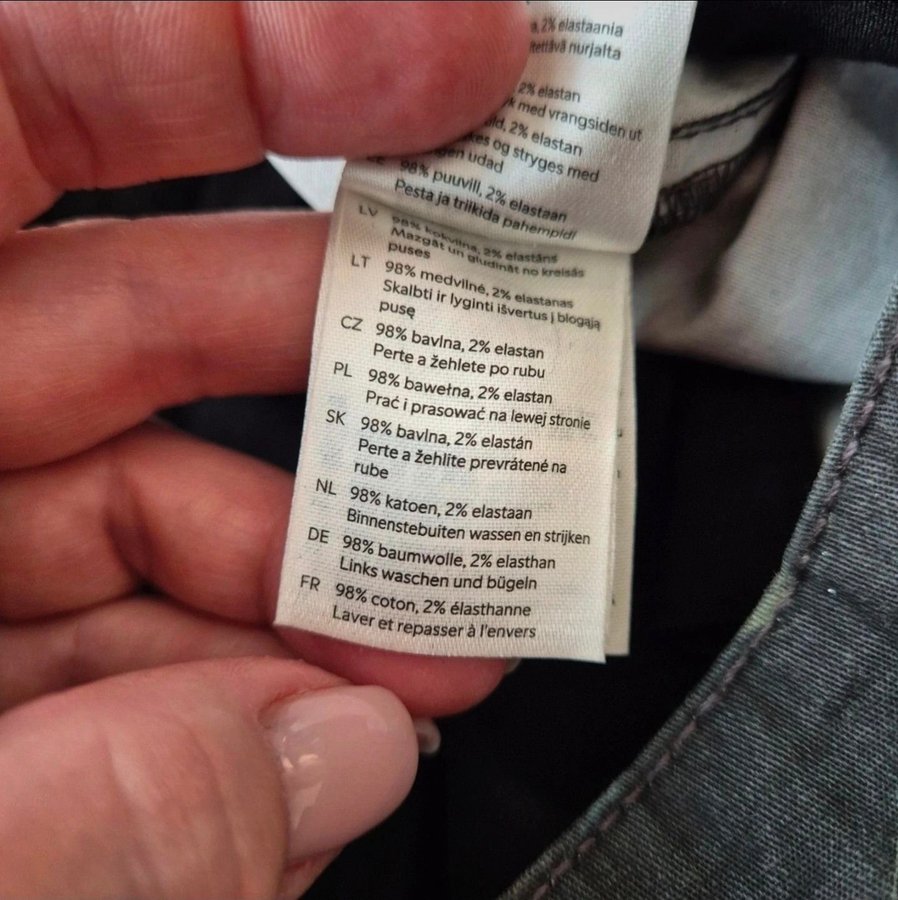 2% elastaania
nurjalta
2% elastan
med vrangsiden ut
2% elastan
og stryges med
udad
98% puuvill, 2% elastaan
Pesta ja triikida pahempidi
LV 98% kokvilna, 2% elastāns
Mazgāt un gludināt no kreisās
puses
LT 98% medvilnė, 2% elastanas
Skalbti ir lyginti išvertus į blogąją
pusę
CZ 98% bavlna, 2% elastan
Perte a žehlete po rubu
PL 98% bawełna, 2% elastan
Prać i prasować na lewej stronie
SK 98% bavlna, 2% elastán
Perte a žehlite prevrátené na
rube
NL 98% katoen, 2% elastaan
Binnenstebuiten wassen en strijken
DE 98% baumwolle, 2% elasthan
Links waschen und bügeln
FR 98% coton, 2% élasthanne
Laver et repasser à l'envers